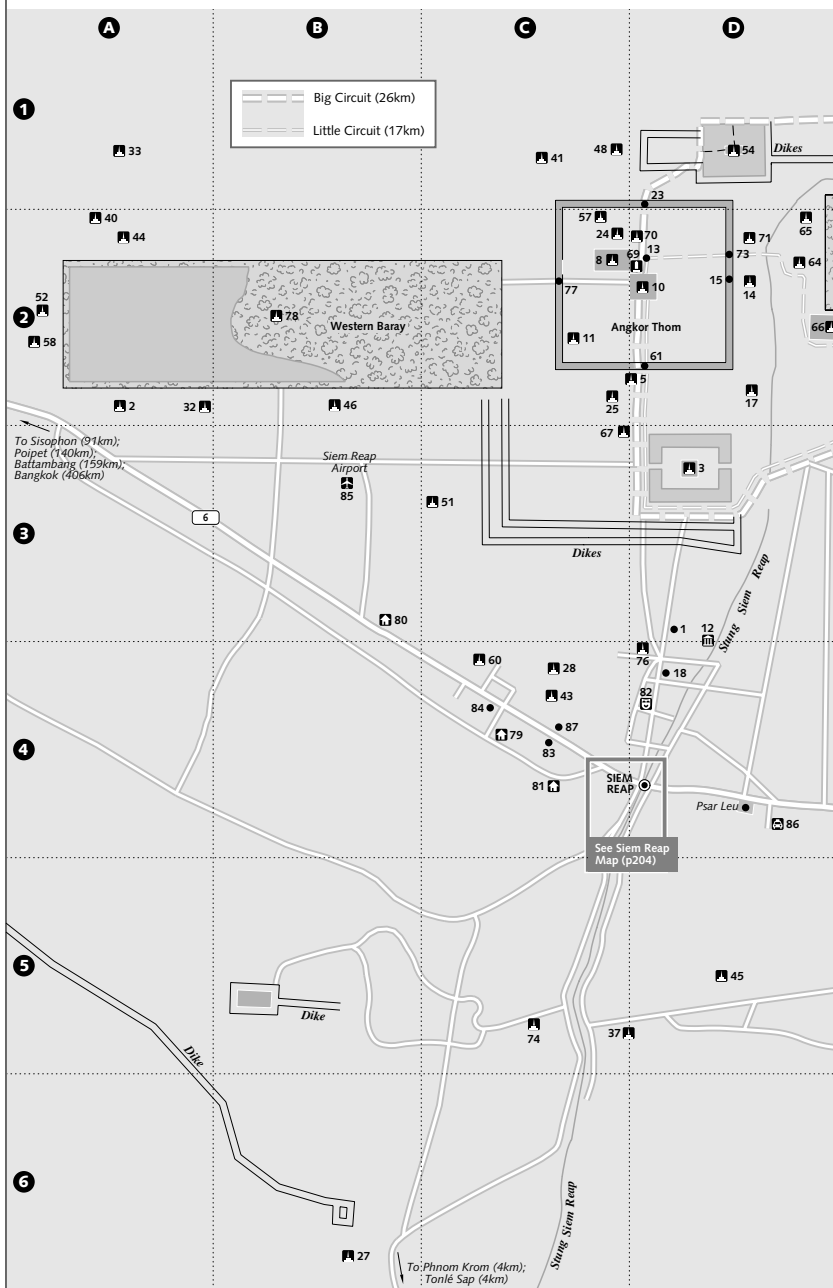 A
B
C
D
1
Big Circuit (26km)
Little Circuit (17km)
33
41
48
54
Dikes
23
40
44
57
24
70
65
71
69
13
73
8
64
52
77
10
15
14
2
78
Western Baray
Angkor Thom
66
58
11
61
2
32
46
5
25
17
67
To Sisophon (91km);
Poipet (140km);
Battambang (159km);
Bangkok (406km)
Siem Reap
Airport
3
85
51
6
3
Dikes
Stung Siem Reap
80
1
12
60
28
76
18
43
82
84
87
79
83
4
81
SIEM
REAP
Psar Leu
86
See Siem Reap
Map (p204)
5
45
Dike
74
37
Dike
6
Stung Siem Reap
27
To Phnom Krom (4km);
Tonlé Sap (4km)